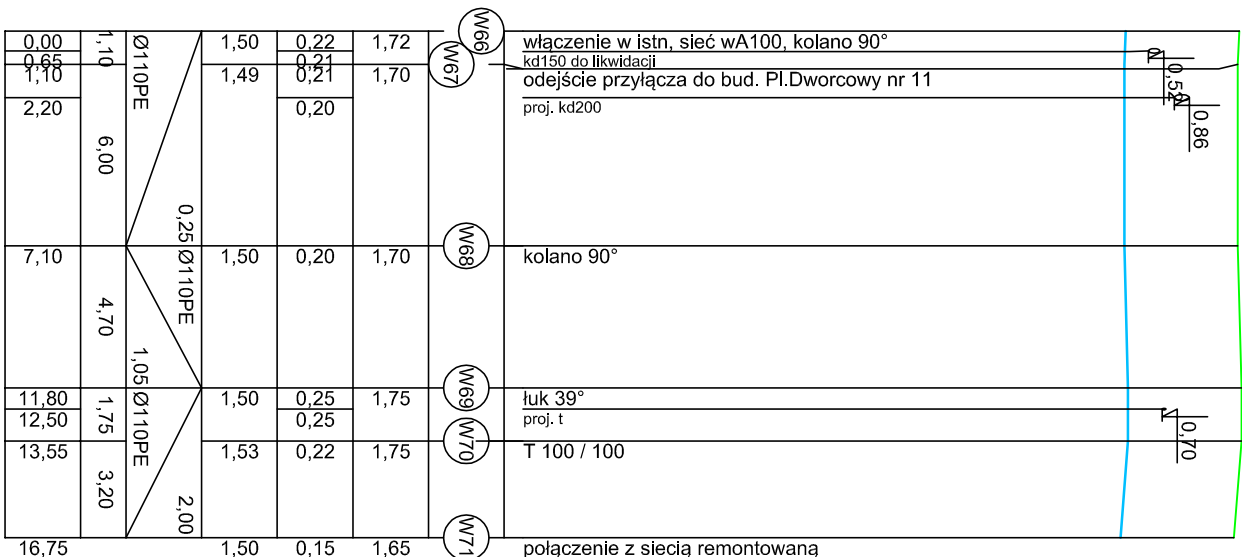 W66
0,00 1,10 Ø110PE 1,50 0,22 1,72 włączenie w istn, sieć wA100, kolano 90°
0,65 0,21 W67 kd150 do likwidacji 0,52
1,10 1,49 0,21 1,70 odejście przyłącza do bud. Pl.Dworcowy nr 11
2,20 0,20 proj. kd200 0,86
6,00
0,25 Ø110PE
W68
7,10 1,50 0,20 1,70 kolano 90°
4,70
1,05 Ø110PE
W69
11,80 1,75 1,50 0,25 1,75 łuk 39°
12,50 0,25 proj. t 0,70
W70
13,55 1,53 0,22 1,75 T 100 / 100
3,20 2,00
W71
16,75 1,50 0,15 1,65 połączenie z siecią remontowaną